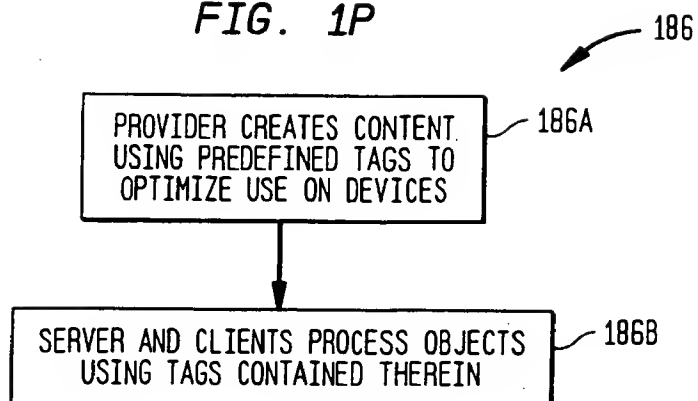 FIG. 1P
186
PROVIDER CREATES CONTENT
USING PREDEFINED TAGS TO
OPTIMIZE USE ON DEVICES
186A
SERVER AND CLIENTS PROCESS OBJECTS
USING TAGS CONTAINED THEREIN
186B